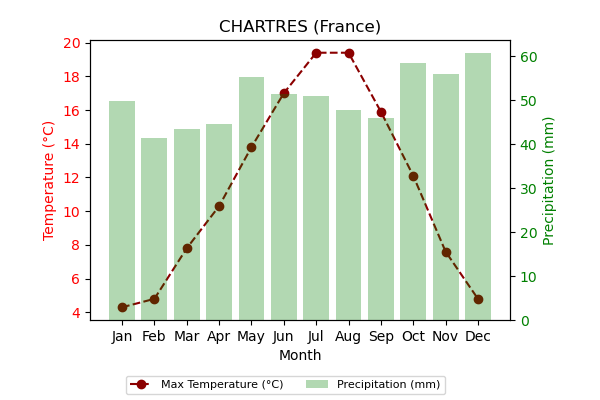 CHARTRES (France)
20
18
16
14
12
10
8
6
4
Temperature (°C)
60
50
40
30
20
10
0
Precipitation (mm)
Jan Feb Mar Apr May Jun Jul Aug Sep Oct Nov Dec
Month
Max Temperature (°C) Precipitation (mm)